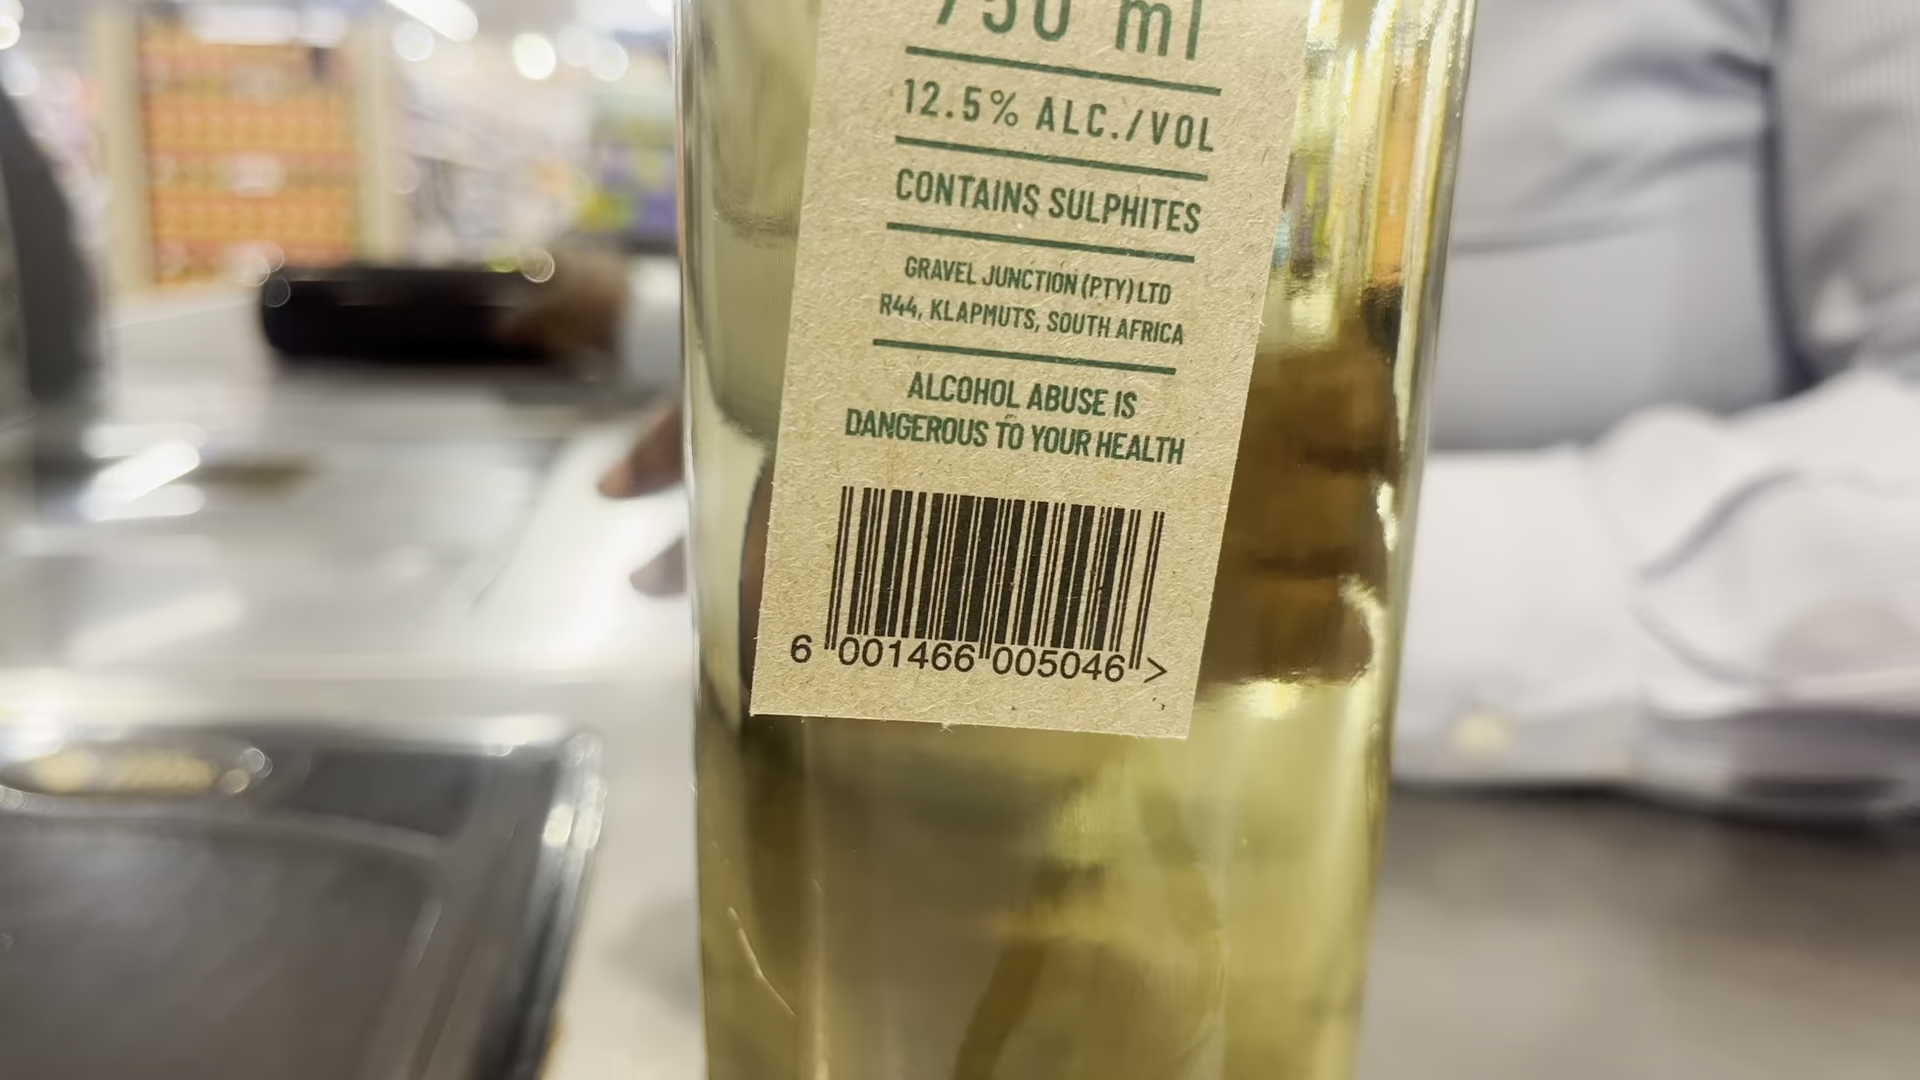 750 ml
12.5% ALC./VOL
CONTAINS SULPHITES
GRAVEL JUNCTION (PTY) LTD
R44, KLAPMUTS, SOUTH AFRICA
ALCOHOL ABUSE IS
DANGEROUS TO YOUR HEALTH
6 001466 005046 >